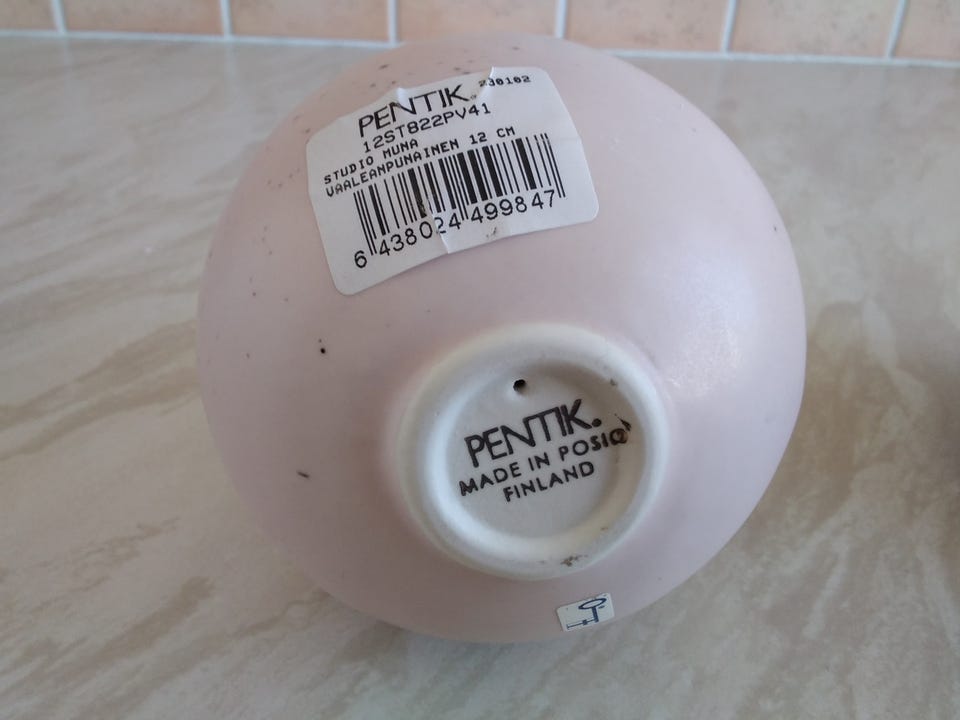 PENTIK. 230102
12ST822PV41
STUDIO MUNA
VAALEANPUNAINEN 12 CM
6 438024 499847
PENTIK.
MADE IN POSIO
FINLAND